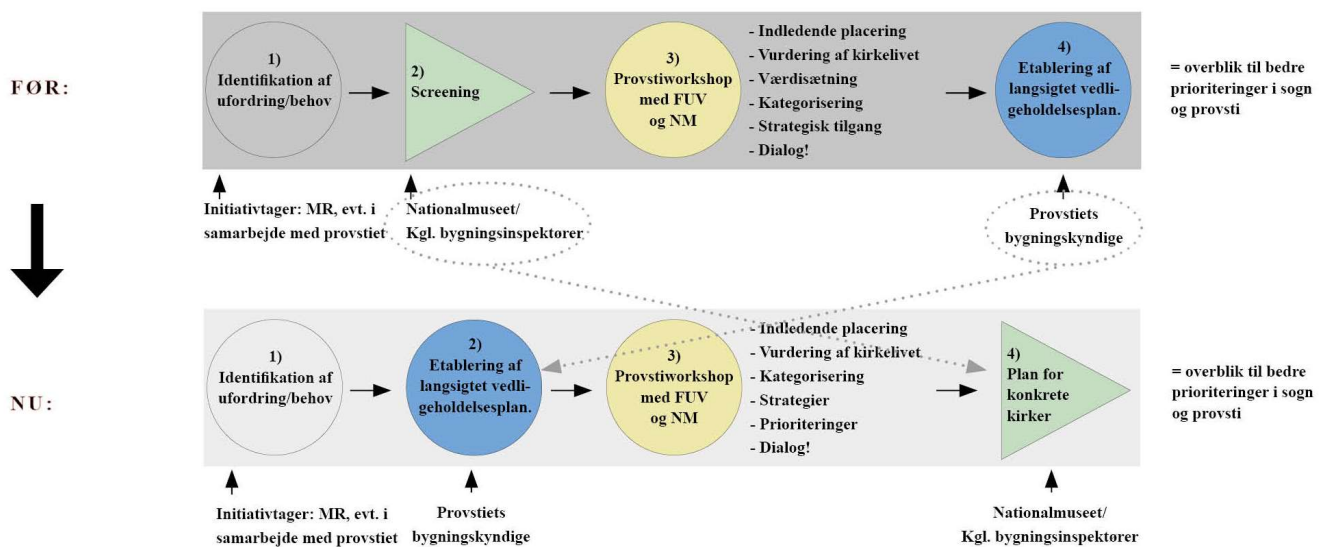 FØR:
1)
Identifikation af
ufordring/behov
2)
Screening
3)
Provstiworkshop
med FUV
og NM
- Indledende placering
- Vurdering af kirkelivet
- Værdisætning
- Kategorisering
- Strategisk tilgang
- Dialog!
4)
Etablering af
langsigtet vedli-
geholdelsesplan.
= overblik til bedre
prioriteringer i sogn
og provsti
Initiativtager: MR, evt. i
samarbejde med provstiet
Nationalmuseet/
Kgl. bygningsinspektører
Provstiets
bygningskyndige
NU:
1)
Identifikation af
ufordring/behov
2)
Etablering af
langsigtet vedli-
geholdelsesplan.
3)
Provstiworkshop
med FUV
og NM
- Indledende placering
- Vurdering af kirkelivet
- Kategorisering
- Strategier
- Prioriteringer
- Dialog!
4)
Plan for
konkrete
kirker
= overblik til bedre
prioriteringer i sogn
og provsti
Initiativtager: MR, evt. i
samarbejde med provstiet
Provstiets
bygningskyndige
Nationalmuseet/
Kgl. bygningsinspektører